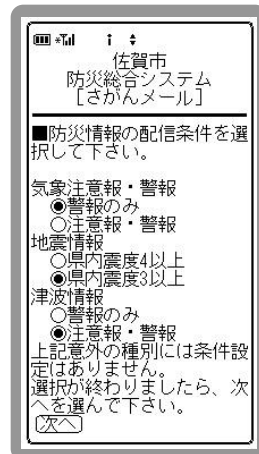 佐賀市
防災総合システム
[さがんメール]
■防災情報の配信条件を選
択して下さい。
気象注意報・警報
◉警報のみ
○注意報・警報
地震情報
○県内震度4以上
◉県内震度3以上
津波情報
○警報のみ
◉注意報・警報
上記意外の種別には条件設
定はありません。
選択が終わりましたら、次
へを選んで下さい。
次へ